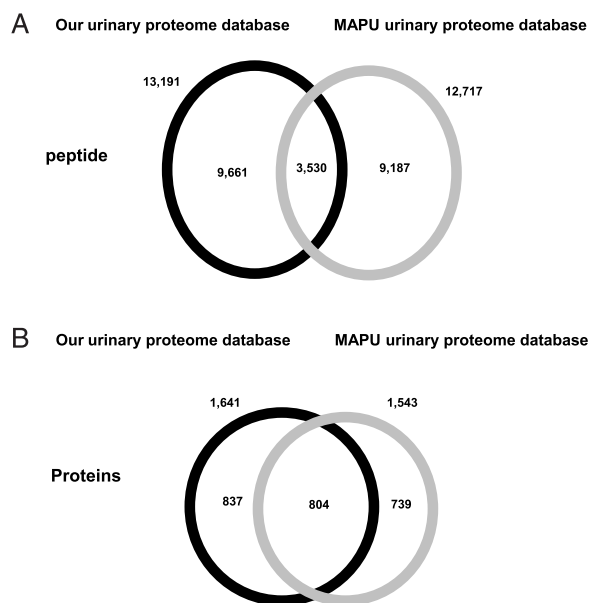 A
Our urinary proteome database MAPU urinary proteome database
13,191 12,717
peptide
9,661 3,530 9,187
B
Our urinary proteome database MAPU urinary proteome database
1,641 1,543
Proteins
837 804 739